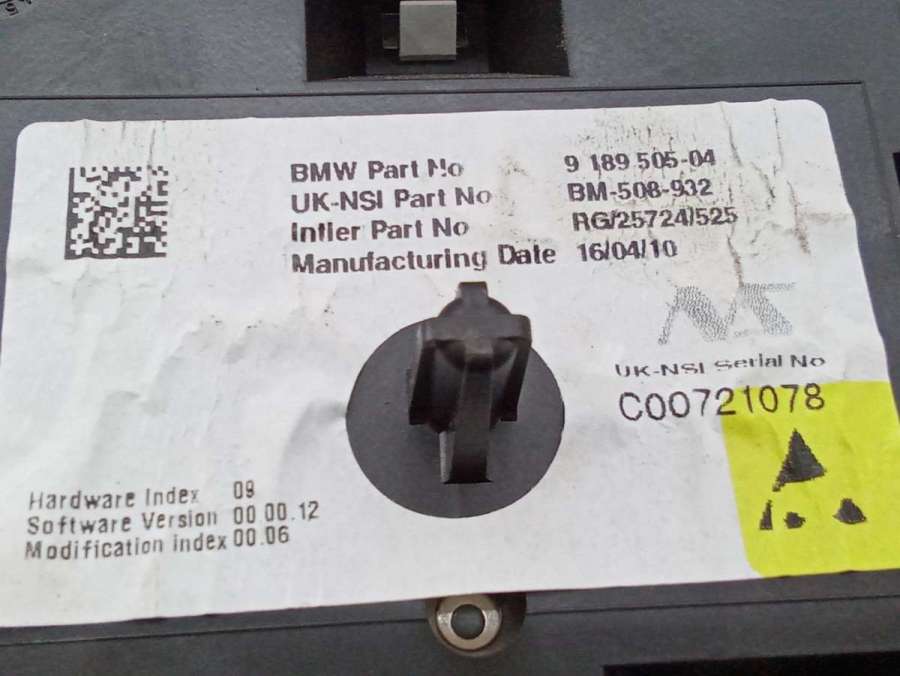 BMW Part No 9 189 505-04
UK-NSI Part No BM-508-932
Intier Part No RG/25724/525
Manufacturing Date 16/04/10
UK-NSI Serial No
C00721078
Hardware Index 09
Software Version 00.00.12
Modification index 00.06